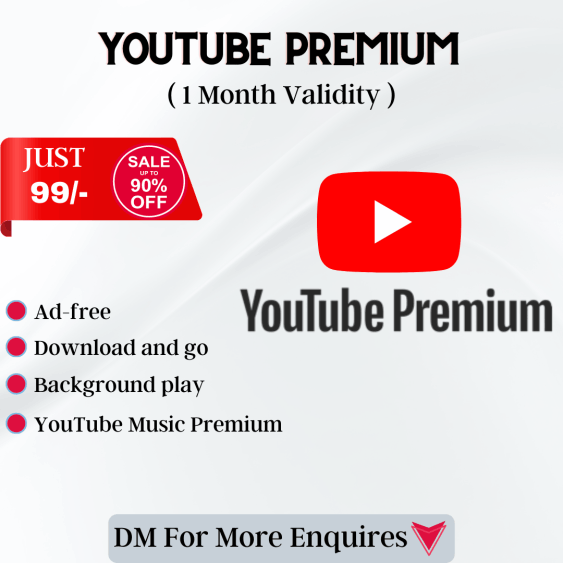 YOUTUBE PREMIUM
( 1 Month Validity )
JUST
99/-
SALE
UP TO
90%
OFF
YouTube Premium
Ad-free
Download and go
Background play
YouTube Music Premium
DM For More Enquires